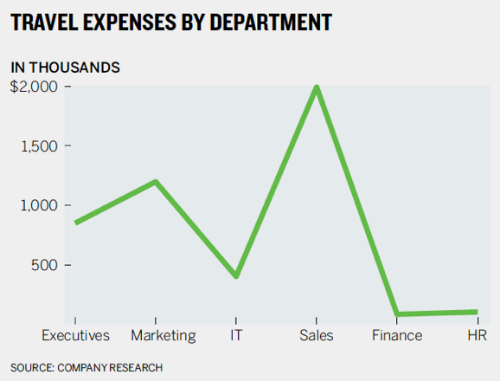 TRAVEL EXPENSES BY DEPARTMENT
IN THOUSANDS
$2,000
1,500
1,000
500
Executives Marketing IT Sales Finance HR
SOURCE: COMPANY RESEARCH